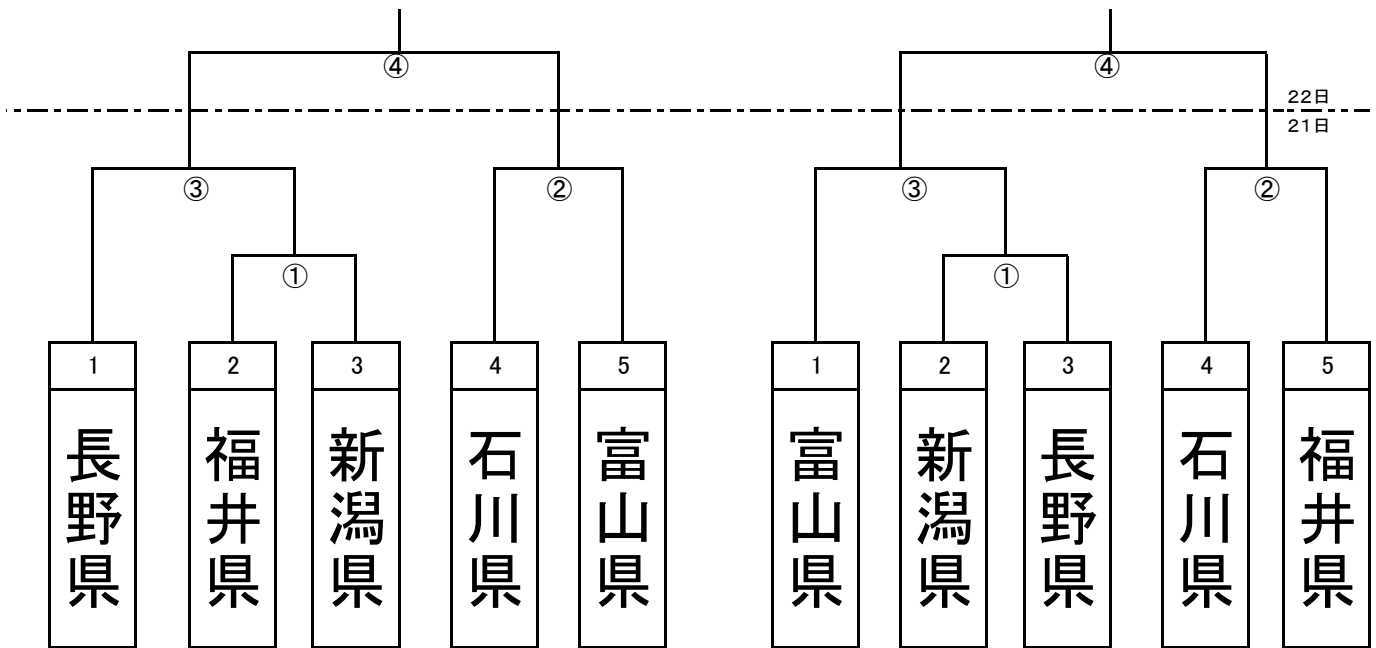 ④ ④
22日
21日
③ ② ③ ②
① ①
1 2 3 4 5 1 2 3 4 5
長野県
福井県
新潟県
石川県
富山県
富山県
新潟県
長野県
石川県
福井県